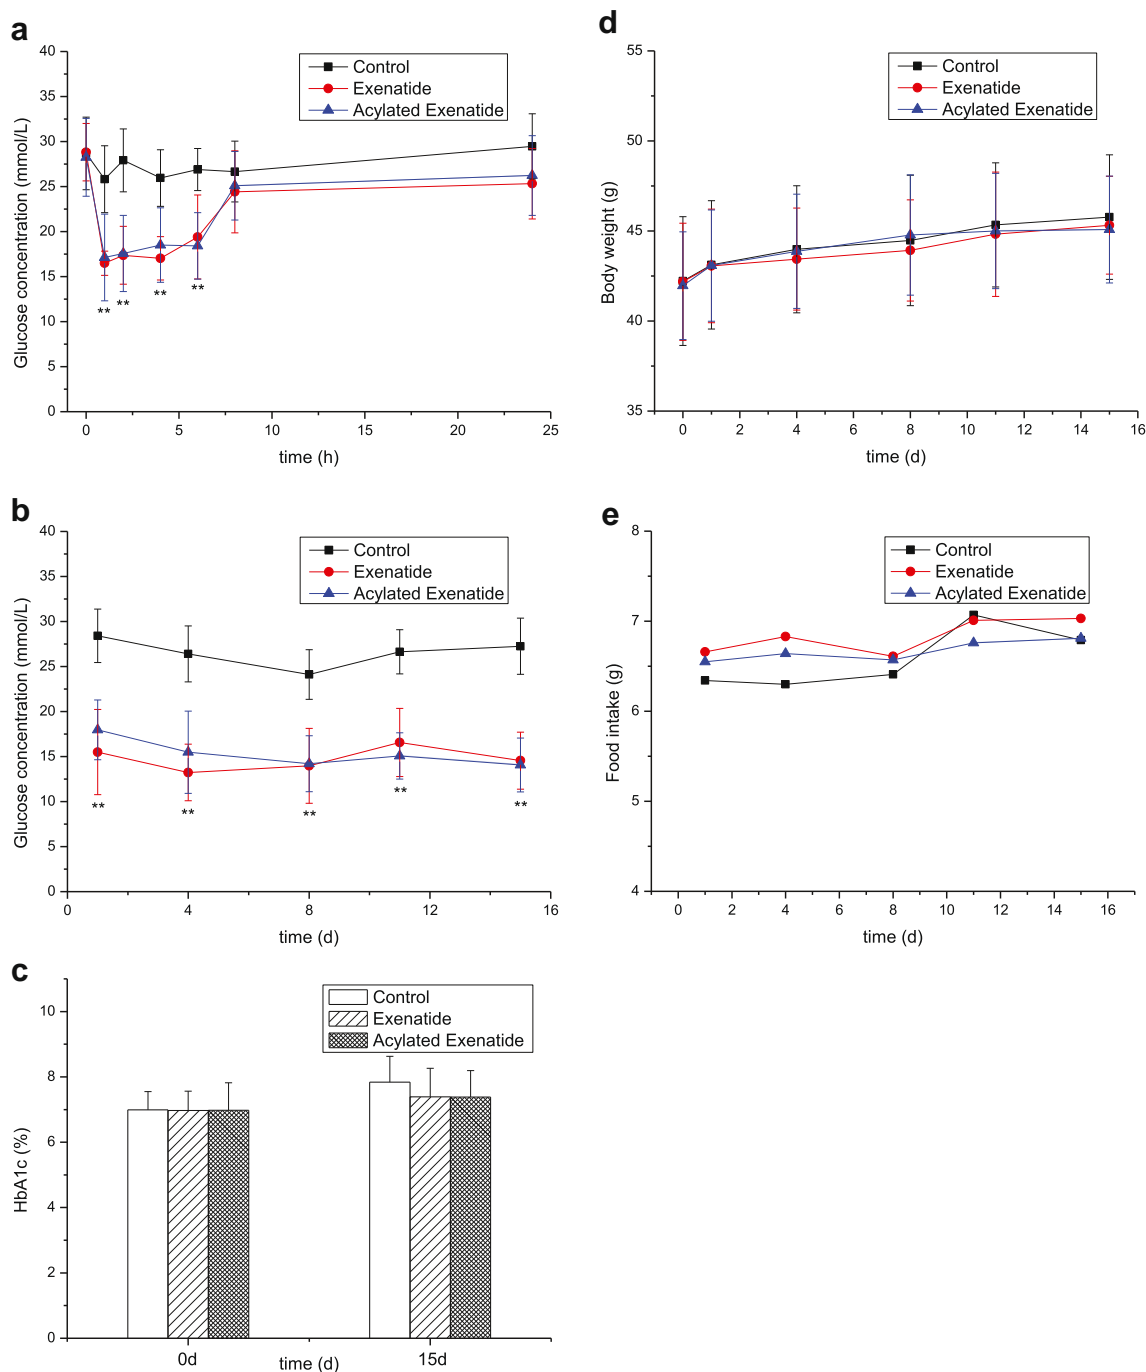 a
40
35
30
25
20
15
10
5
0
Glucose concentration (mmol/L)
Control
Exenatide
Acylated Exenatide
** ** ** **
0 5 10 15 20 25
time (h)
b
40
35
30
25
20
15
10
5
0
Glucose concentration (mmol/L)
Control
Exenatide
Acylated Exenatide
** ** ** ** **
0 4 8 12 16
time (d)
c
10
8
6
4
2
0
HbA1c (%)
Control
Exenatide
Acylated Exenatide
0d 15d
time (d)
d
55
50
45
40
35
Body weight (g)
Control
Exenatide
Acylated Exenatide
0 2 4 6 8 10 12 14 16
time (d)
e
8
7
6
5
4
Food intake (g)
Control
Exenatide
Acylated Exenatide
0 2 4 6 8 10 12 14 16
time (d)